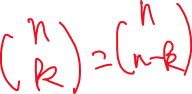 (n k) = (n n-k)